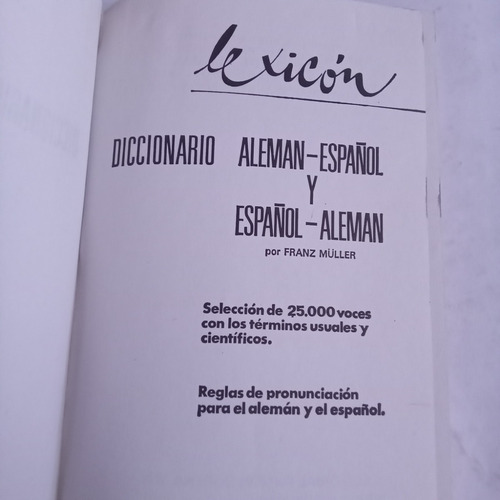 lexicón
DICCIONARIO ALEMAN-ESPAÑOL
Y
ESPAÑOL-ALEMAN
por FRANZ MÜLLER
Selección de 25.000 voces
con los términos usuales y
científicos.
Reglas de pronunciación
para el alemán y el español.